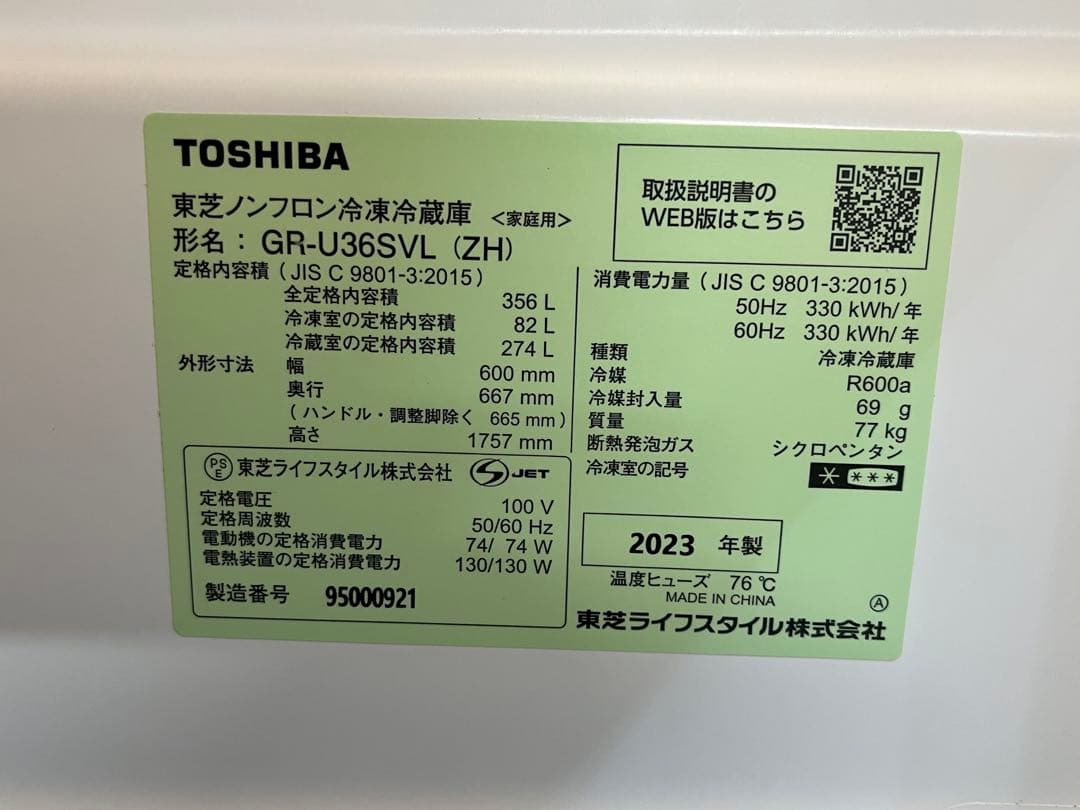 TOSHIBA
取扱説明書の
WEB版はこちら
東芝ノンフロン冷凍冷蔵庫 <家庭用>
形名: GR-U36SVL (ZH)
定格内容積 (JIS C 9801-3:2015)
全定格内容積 356 L
冷凍室の定格内容積 82 L
冷蔵室の定格内容積 274 L
外形寸法 幅 600 mm
奥行 667 mm
(ハンドル・調整脚除く 665 mm)
高さ 1757 mm
消費電力量 (JIS C 9801-3:2015)
50Hz 330 kWh/年
60Hz 330 kWh/年
種類 冷凍冷蔵庫
冷媒 R600a
冷媒封入量 69 g
質量 77 kg
断熱発泡ガス シクロペンタン
冷凍室の記号 * ***
PSE 東芝ライフスタイル株式会社 S JET
定格電圧 100 V
定格周波数 50/60 Hz
電動機の定格消費電力 74/ 74 W
電熱装置の定格消費電力 130/130 W
製造番号 95000921
2023 年製
温度ヒューズ 76℃
MADE IN CHINA
Ⓐ
東芝ライフスタイル株式会社